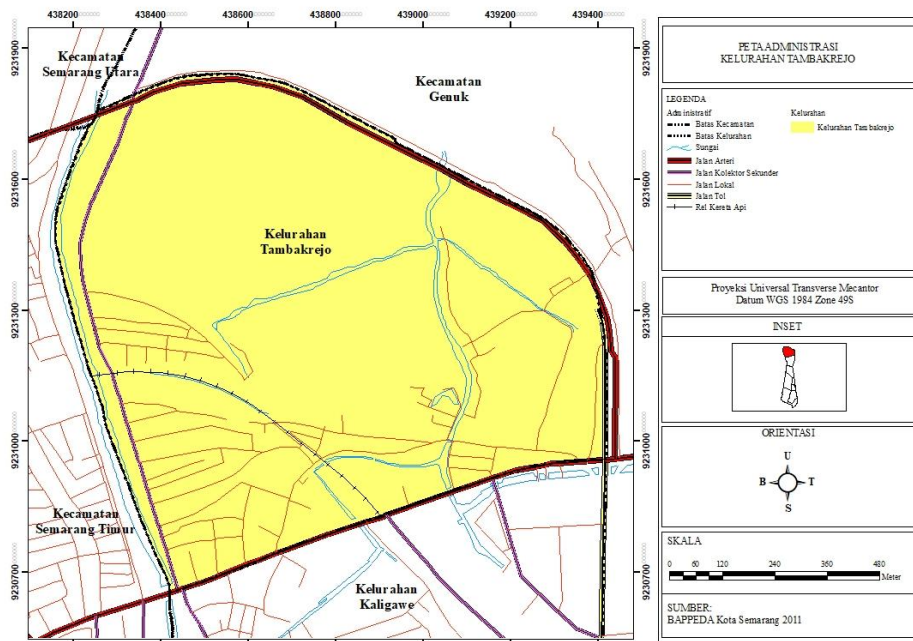 438200
438400
438600
438800
439000
439200
439400
9231900
9231600
9231300
9231000
9230700
9231900
9231600
9231300
9231000
9230700
Kecamatan
Semarang Utara
Kecamatan
Genuk
Kelurahan
Tambakrejo
Kecamatan
Semarang Timur
Kelurahan
Kaligawe
PETA ADMINISTRASI
KELURAHAN TAMBAKREJO
LEGENDA
Administratif
Batas Kecamatan
Batas Kelurahan
Sungai
Jalan Arteri
Jalan Kolektor Sekunder
Jalan Lokal
Jalan Tol
Rel Kereta Api
Kelurahan
Kelurahan Tambakrejo
Proyeksi Universal Transverse Mecantor
Datum WGS 1984 Zone 49S
INSET
ORIENTASI
U
B T
S
SKALA
0 60 120 240 360 480
Meter
SUMBER:
BAPPEDA Kota Semarang 2011